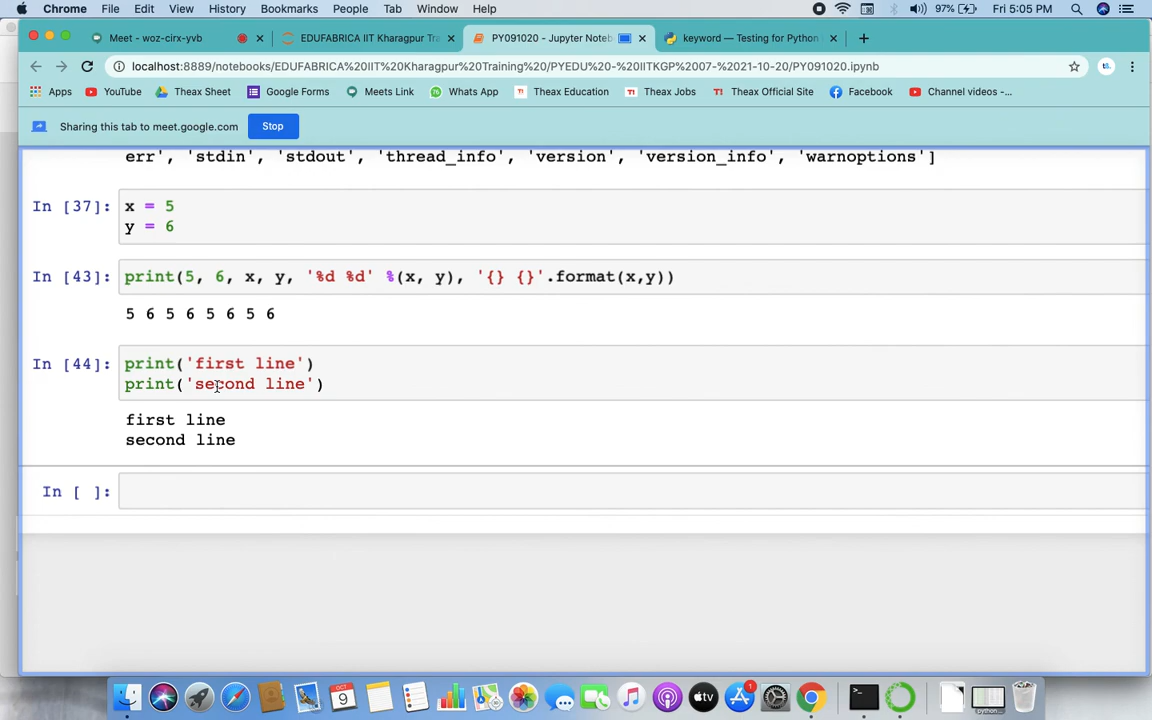 Chrome File Edit View History Bookmarks People Tab Window Help 97% Fri 5:05 PM
Meet - woz-cirx-yvb EDUFABRICA IIT Kharagpur Tra PY091020 - Jupyter Noteb keyword — Testing for Python
localhost:8889/notebooks/EDUFABRICA%20IIT%20Kharagpur%20Training%20/PYEDU%20-%20IITKGP%2007-%2021-10-20/PY091020.ipynb
Apps YouTube Theax Sheet Google Forms Meets Link Whats App Theax Education Theax Jobs Theax Official Site Facebook Channel videos -...
Sharing this tab to meet.google.com Stop
err', 'stdin', 'stdout', 'thread_info', 'version', 'version_info', 'warnoptions']
In [37]: x = 5
y = 6
In [43]: print(5, 6, x, y, '%d %d' %(x, y), '{} {}'.format(x,y))
5 6 5 6 5 6 5 6
In [44]: print('first line')
print('second line')
first line
second line
In [ ]:
OCT
9
1
tv